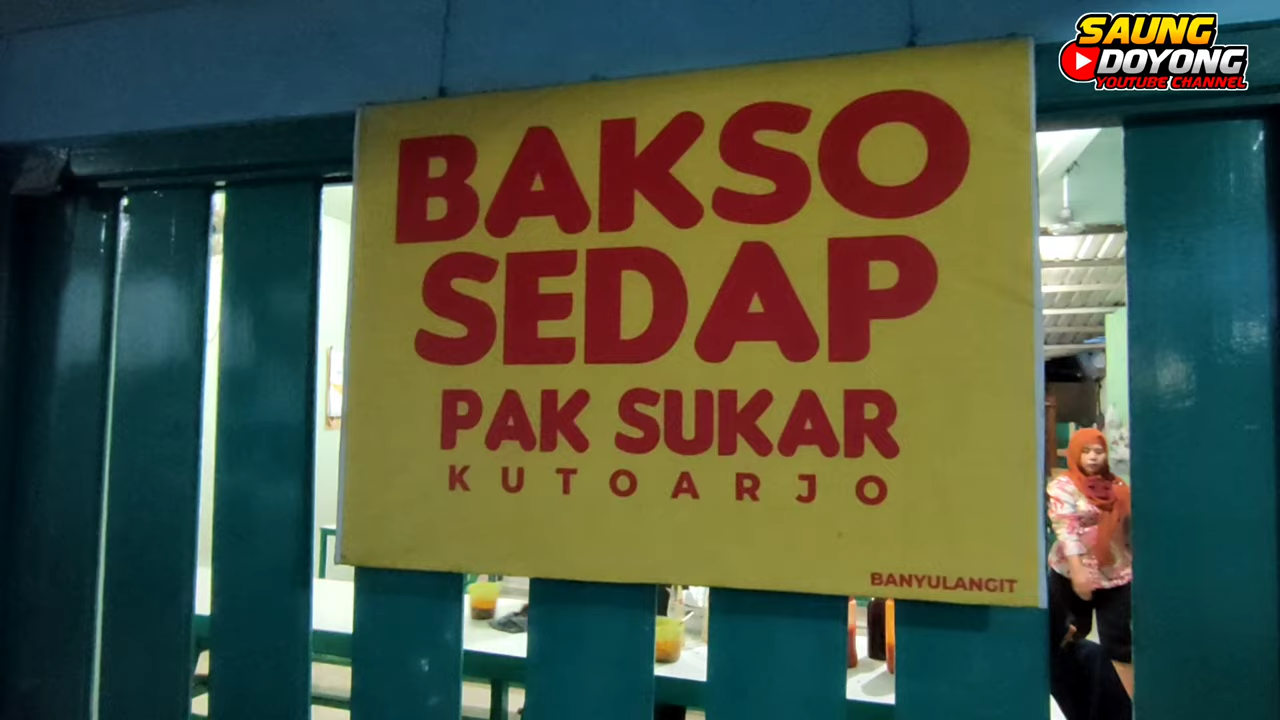 SAUNG
DOYONG
YOUTUBE CHANNEL
BAKSO
SEDAP
PAK SUKAR
KUTOARJO
BANYULANGIT